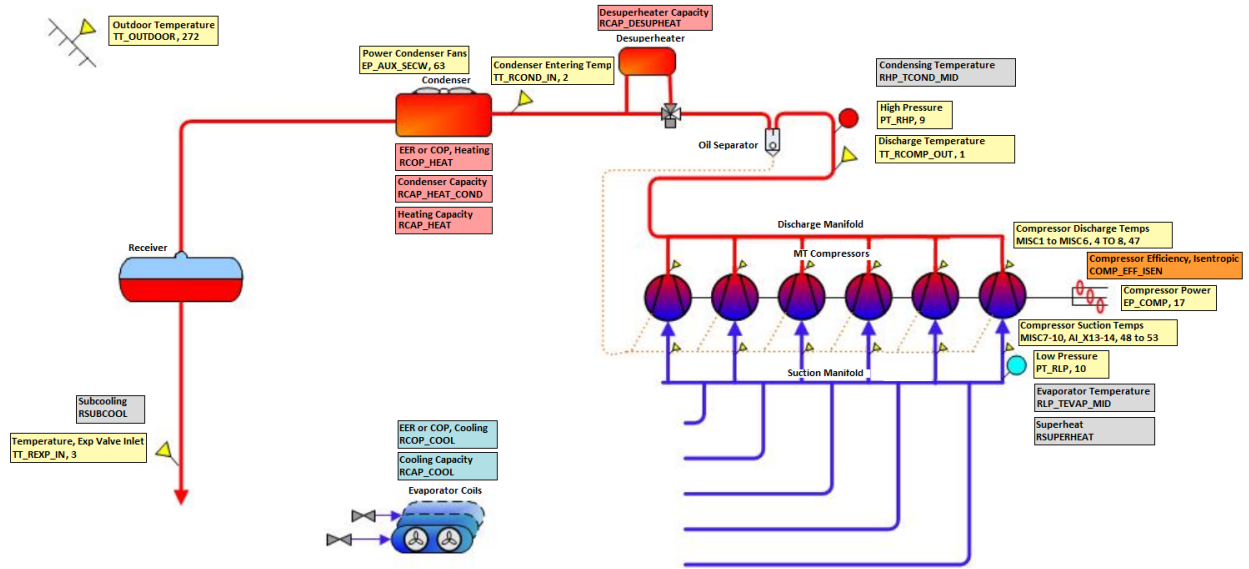 Outdoor Temperature
TT_OUTDOOR, 272
Desuperheater Capacity
RCAP_DESUPHEAT
Desuperheater
Power Condenser Fans
EP_AUX_SECW, 63
Condenser
Condenser Entering Temp
TT_RCOND_IN, 2
Condensing Temperature
RHP_TCOND_MID
High Pressure
PT_RHP, 9
Oil Separator
Discharge Temperature
TT_RCOMP_OUT, 1
EER or COP, Heating
RCOP_HEAT
Condenser Capacity
RCAP_HEAT_COND
Heating Capacity
RCAP_HEAT
Receiver
Discharge Manifold
MT Compressors
Compressor Discharge Temps
MISC1 to MISC6, 4 TO 8, 47
Compressor Efficiency, Isentropic
COMP_EFF_ISEN
Compressor Power
EP_COMP, 17
Compressor Suction Temps
MISC7-10, AI_X13-14, 48 to 53
Low Pressure
PT_RLP, 10
Suction Manifold
Evaporator Temperature
RLP_TEVAP_MID
Superheat
RSUPERHEAT
Subcooling
RSUBCOOL
Temperature, Exp Valve Inlet
TT_REXP_IN, 3
EER or COP, Cooling
RCOP_COOL
Cooling Capacity
RCAP_COOL
Evaporator Coils